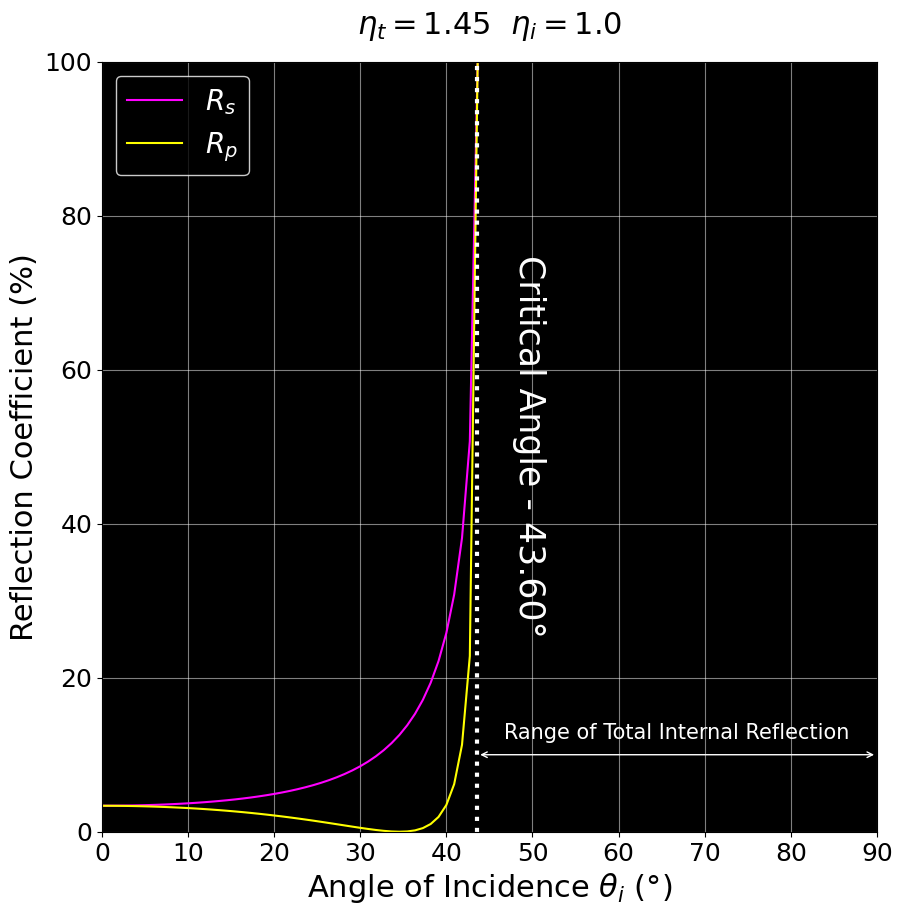 ηt = 1.45 ηi = 1.0
Rs
Rp
100
80
60
40
20
0
Reflection Coefficient (%)
Critical Angle - 43.60°
Range of Total Internal Reflection
0 10 20 30 40 50 60 70 80 90
Angle of Incidence θi (°)